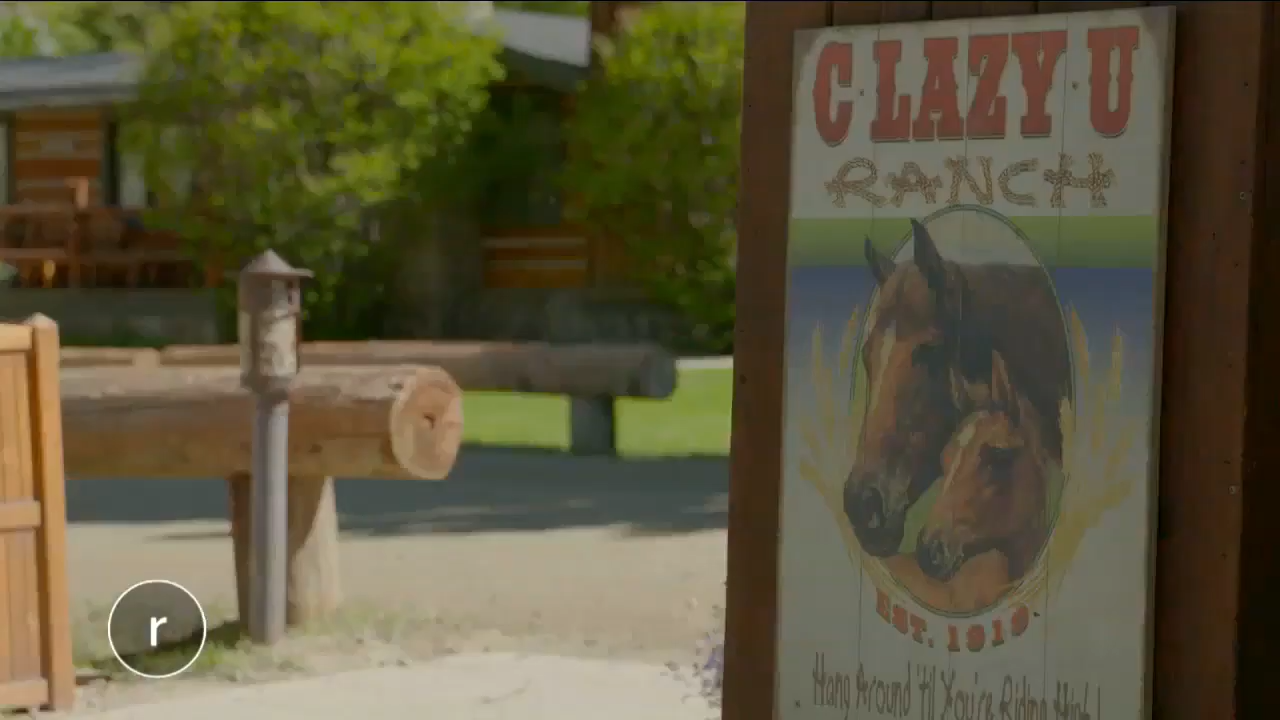 C LAZY U
RANCH
EST. 1919
Hang Around 'til You're Riding High!
r